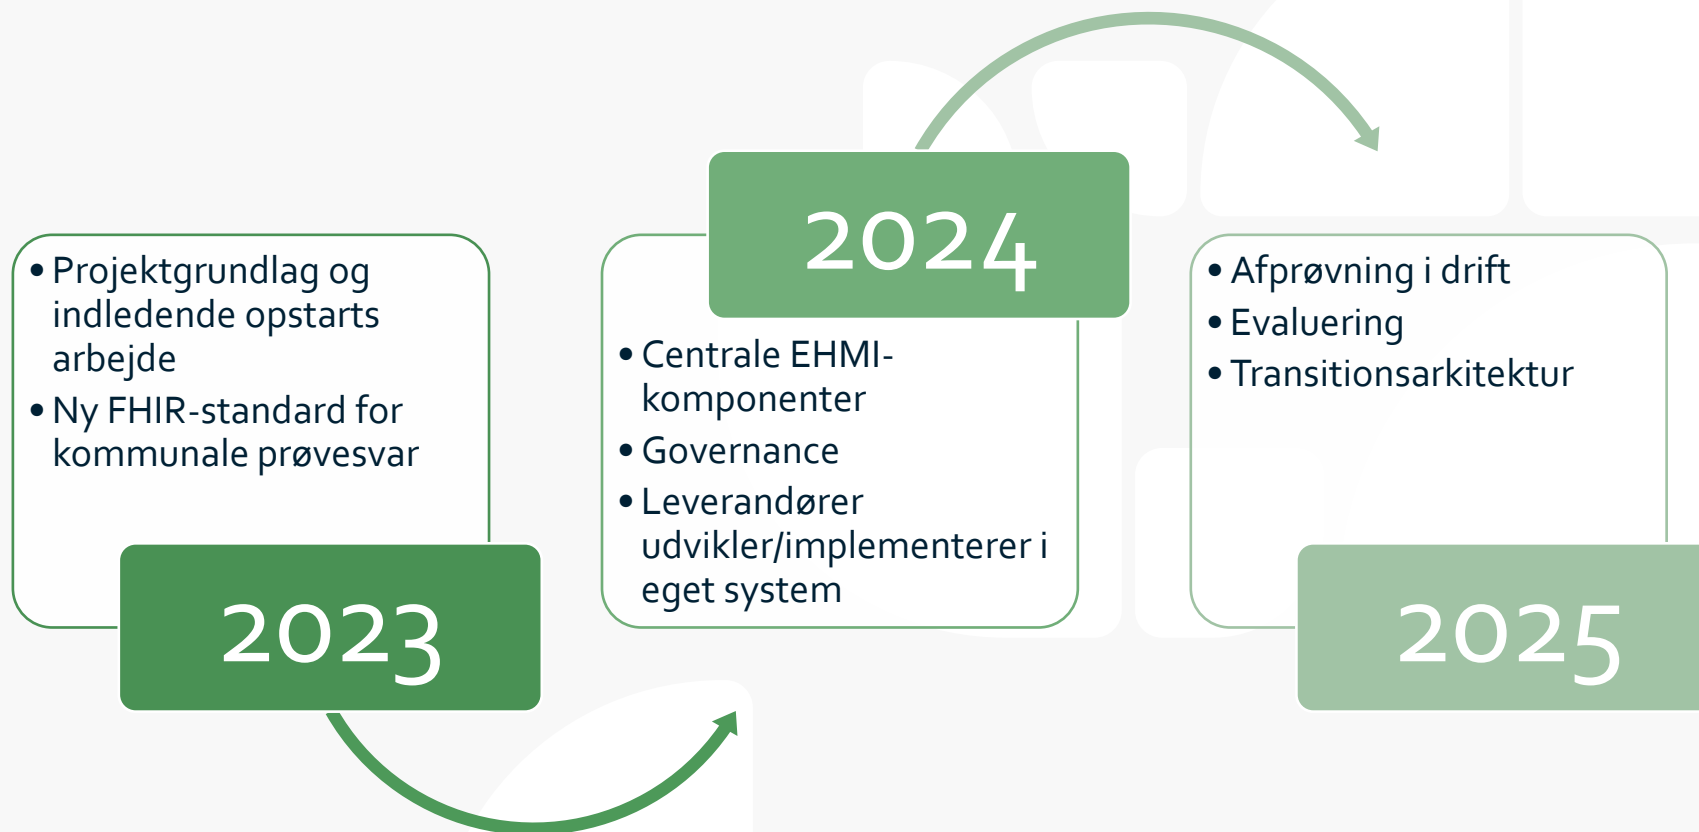 • Projektgrundlag og
indledende opstarts
arbejde
• Ny FHIR-standard for
kommunale prøvesvar
2023
2024
• Centrale EHMI-
komponenter
• Governance
• Leverandører
udvikler/implementerer i
eget system
• Afprøvning i drift
• Evaluering
• Transitionsarkitektur
2025